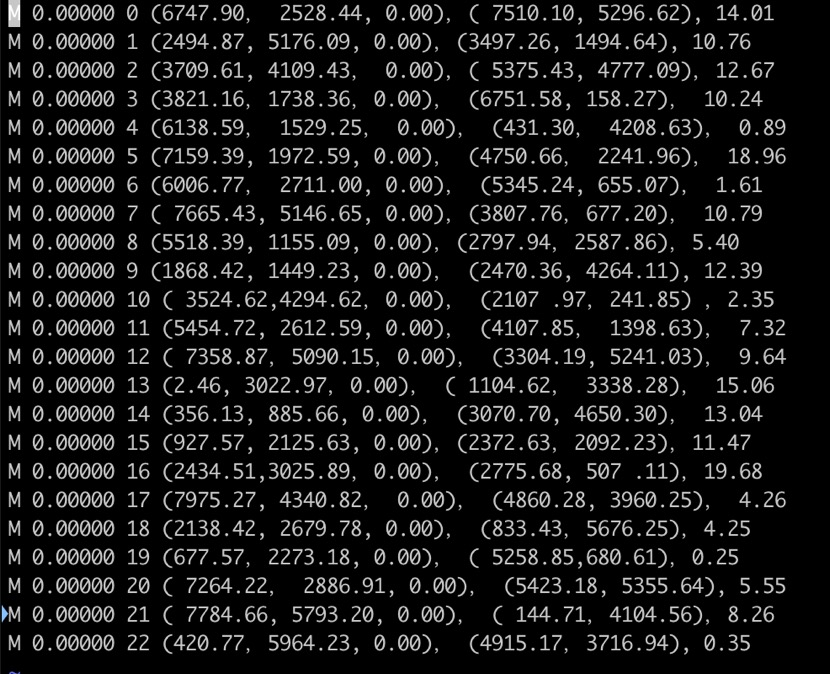 M 0.00000 0 (6747.90,  2528.44, 0.00), ( 7510.10, 5296.62), 14.01
M 0.00000 1 (2494.87, 5176.09, 0.00), (3497.26, 1494.64), 10.76
M 0.00000 2 (3709.61, 4109.43,  0.00), ( 5375.43, 4777.09), 12.67
M 0.00000 3 (3821.16, 1738.36, 0.00),  (6751.58, 158.27),  10.24
M 0.00000 4 (6138.59,  1529.25,  0.00),  (431.30,  4208.63),  0.89
M 0.00000 5 (7159.39, 1972.59, 0.00),  (4750.66,  2241.96), 18.96
M 0.00000 6 (6006.77,  2711.00, 0.00),  (5345.24, 655.07),  1.61
M 0.00000 7 ( 7665.43, 5146.65, 0.00), (3807.76, 677.20),  10.79
M 0.00000 8 (5518.39, 1155.09, 0.00), (2797.94, 2587.86), 5.40
M 0.00000 9 (1868.42, 1449.23, 0.00), (2470.36, 4264.11), 12.39
M 0.00000 10 ( 3524.62,4294.62, 0.00),  (2107 .97, 241.85) , 2.35
M 0.00000 11 (5454.72, 2612.59, 0.00),  (4107.85,  1398.63),  7.32
M 0.00000 12 ( 7358.87, 5090.15, 0.00),  (3304.19, 5241.03),  9.64
M 0.00000 13 (2.46, 3022.97, 0.00),  ( 1104.62,  3338.28),  15.06
M 0.00000 14 (356.13, 885.66, 0.00),  (3070.70, 4650.30),  13.04
M 0.00000 15 (927.57, 2125.63, 0.00), (2372.63, 2092.23), 11.47
M 0.00000 16 (2434.51,3025.89, 0.00),  (2775.68, 507 .11), 19.68
M 0.00000 17 (7975.27, 4340.82,  0.00),  (4860.28, 3960.25),  4.26
M 0.00000 18 (2138.42, 2679.78, 0.00),  (833.43, 5676.25), 4.25
M 0.00000 19 (677.57, 2273.18, 0.00),  ( 5258.85,680.61), 0.25
M 0.00000 20 ( 7264.22,  2886.91, 0.00),  (5423.18, 5355.64), 5.55
M 0.00000 21 ( 7784.66, 5793.20, 0.00),  ( 144.71, 4104.56), 8.26
M 0.00000 22 (420.77, 5964.23, 0.00),  (4915.17, 3716.94), 0.35
~